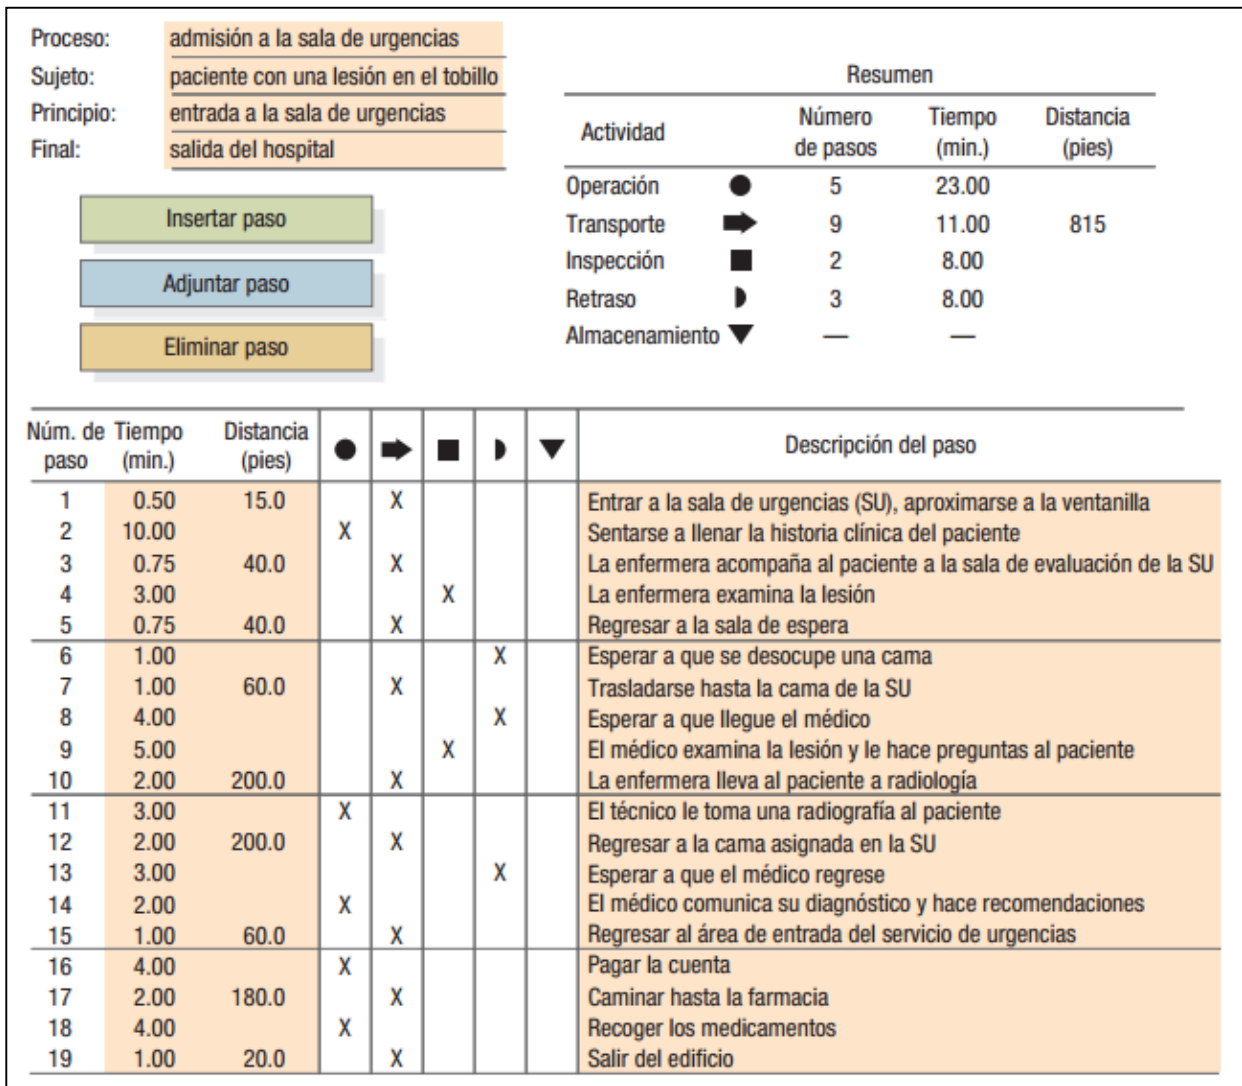 Proceso: admisión a la sala de urgencias
Sujeto: paciente con una lesión en el tobillo
Principio: entrada a la sala de urgencias
Final: salida del hospital
Insertar paso
Adjuntar paso
Eliminar paso
Resumen
Actividad Número de pasos Tiempo (min.) Distancia (pies)
Operación 5 23.00
Transporte 9 11.00 815
Inspección 2 8.00
Retraso 3 8.00
Almacenamiento — —
Núm. de paso Tiempo (min.) Distancia (pies) Descripción del paso
1 0.50 15.0 X Entrar a la sala de urgencias (SU), aproximarse a la ventanilla
2 10.00 X Sentarse a llenar la historia clínica del paciente
3 0.75 40.0 X La enfermera acompaña al paciente a la sala de evaluación de la SU
4 3.00 X La enfermera examina la lesión
5 0.75 40.0 X Regresar a la sala de espera
6 1.00 X Esperar a que se desocupe una cama
7 1.00 60.0 X Trasladarse hasta la cama de la SU
8 4.00 X Esperar a que llegue el médico
9 5.00 X El médico examina la lesión y le hace preguntas al paciente
10 2.00 200.0 X La enfermera lleva al paciente a radiología
11 3.00 X El técnico le toma una radiografía al paciente
12 2.00 200.0 X Regresar a la cama asignada en la SU
13 3.00 X Esperar a que el médico regrese
14 2.00 X El médico comunica su diagnóstico y hace recomendaciones
15 1.00 60.0 X Regresar al área de entrada del servicio de urgencias
16 4.00 X Pagar la cuenta
17 2.00 180.0 X Caminar hasta la farmacia
18 4.00 X Recoger los medicamentos
19 1.00 20.0 X Salir del edificio